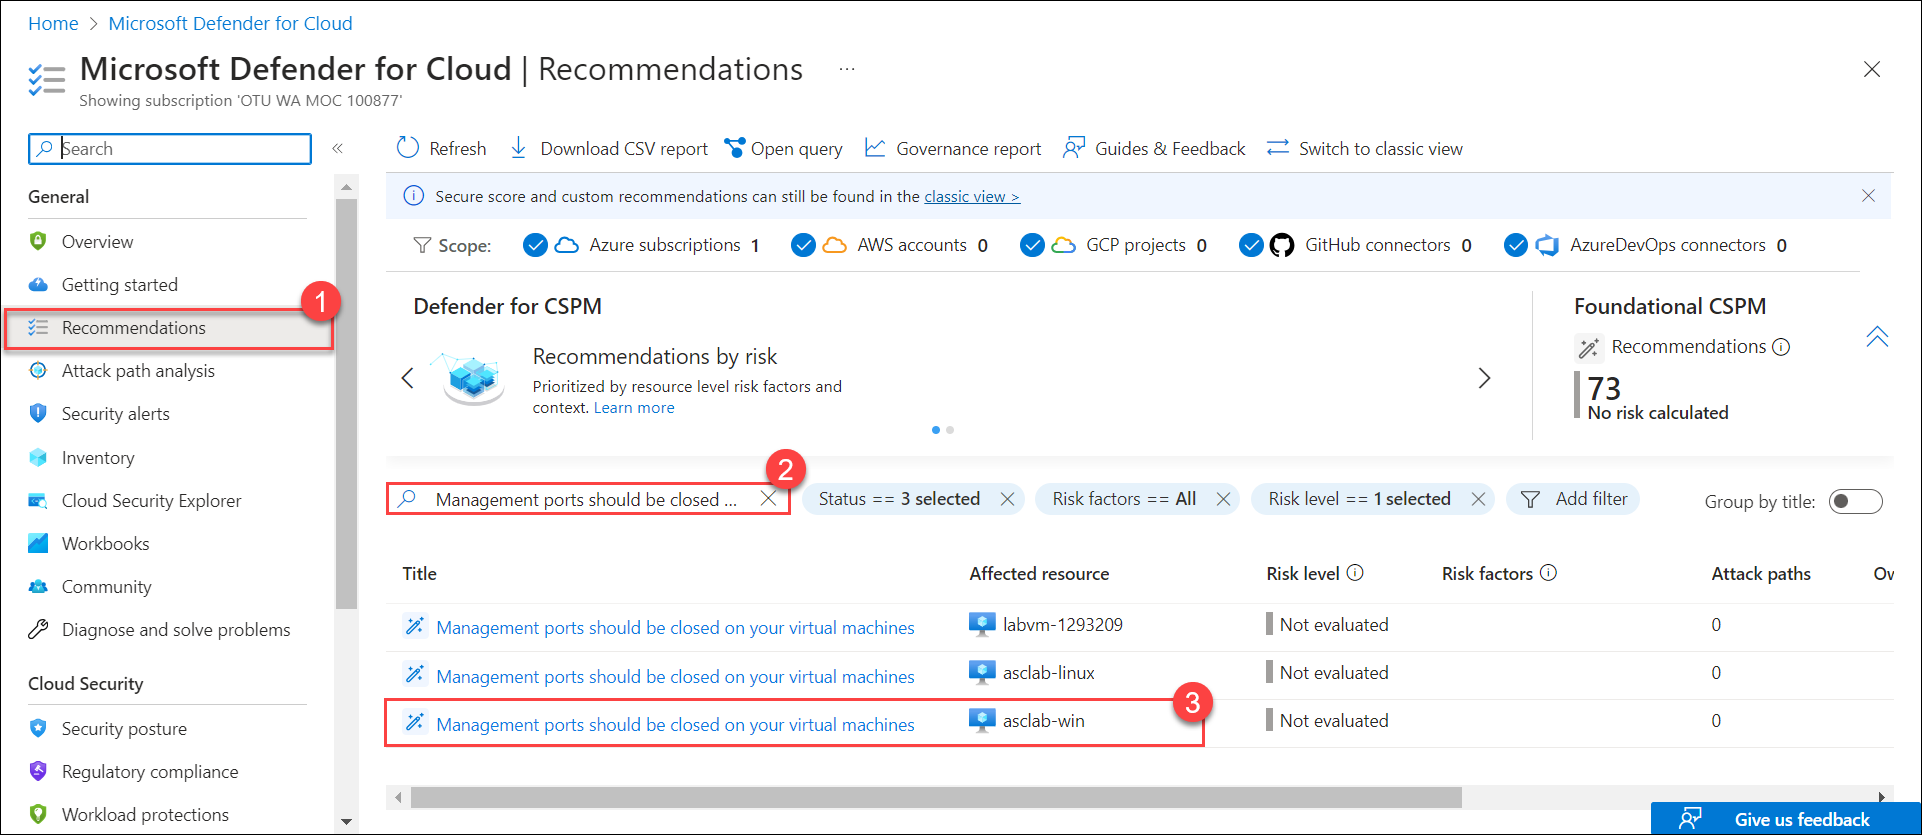 Home > Microsoft Defender for Cloud
Microsoft Defender for Cloud | Recommendations ...
Showing subscription 'OTU WA MOC 100877'
Search
«
General
Overview
Getting started
Recommendations
1
Attack path analysis
Security alerts
Inventory
Cloud Security Explorer
Workbooks
Community
Diagnose and solve problems
Cloud Security
Security posture
Regulatory compliance
Workload protections
Refresh Download CSV report Open query Governance report Guides & Feedback Switch to classic view
Secure score and custom recommendations can still be found in the classic view >
Scope: Azure subscriptions 1 AWS accounts 0 GCP projects 0 GitHub connectors 0 AzureDevOps connectors 0
Defender for CSPM
Recommendations by risk
Prioritized by resource level risk factors and
context. Learn more
Foundational CSPM
Recommendations
73
No risk calculated
2
Management ports should be closed ... Status == 3 selected Risk factors == All Risk level == 1 selected Add filter Group by title:
Title Affected resource Risk level Risk factors Attack paths Ov
Management ports should be closed on your virtual machines labvm-1293209 Not evaluated 0
Management ports should be closed on your virtual machines asclab-linux Not evaluated 0
3
Management ports should be closed on your virtual machines asclab-win Not evaluated 0
Give us feedback